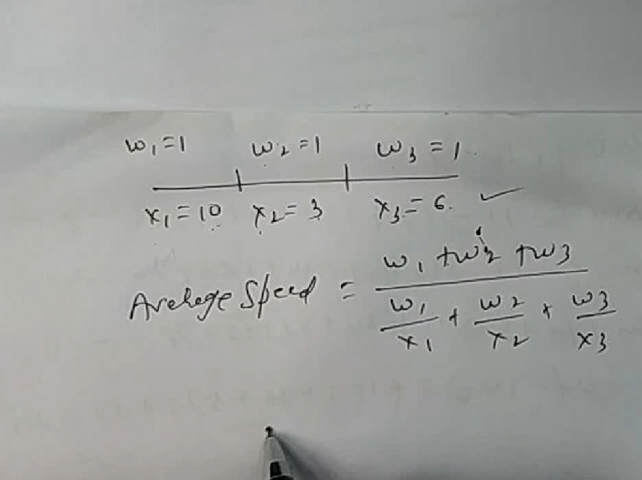 w₁=1 w₂=1 w₃=1
x₁=10 x₂=3 x₃=6. ✓
w₁+w₂+w₃
Average Speed =
w₁/x₁ + w₂/x₂ + w₃/x₃